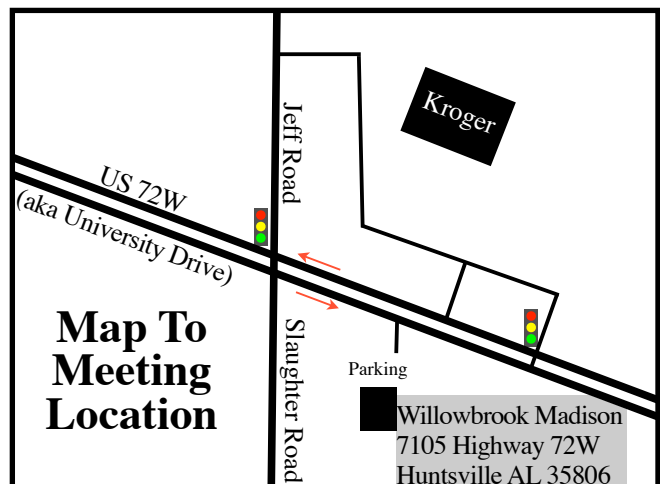 Kroger
Jeff Road
US 72W
(aka University Drive)
Map To
Meeting
Location
Slaughter Road
Parking
Willowbrook Madison
7105 Highway 72W
Huntsville AL 35806